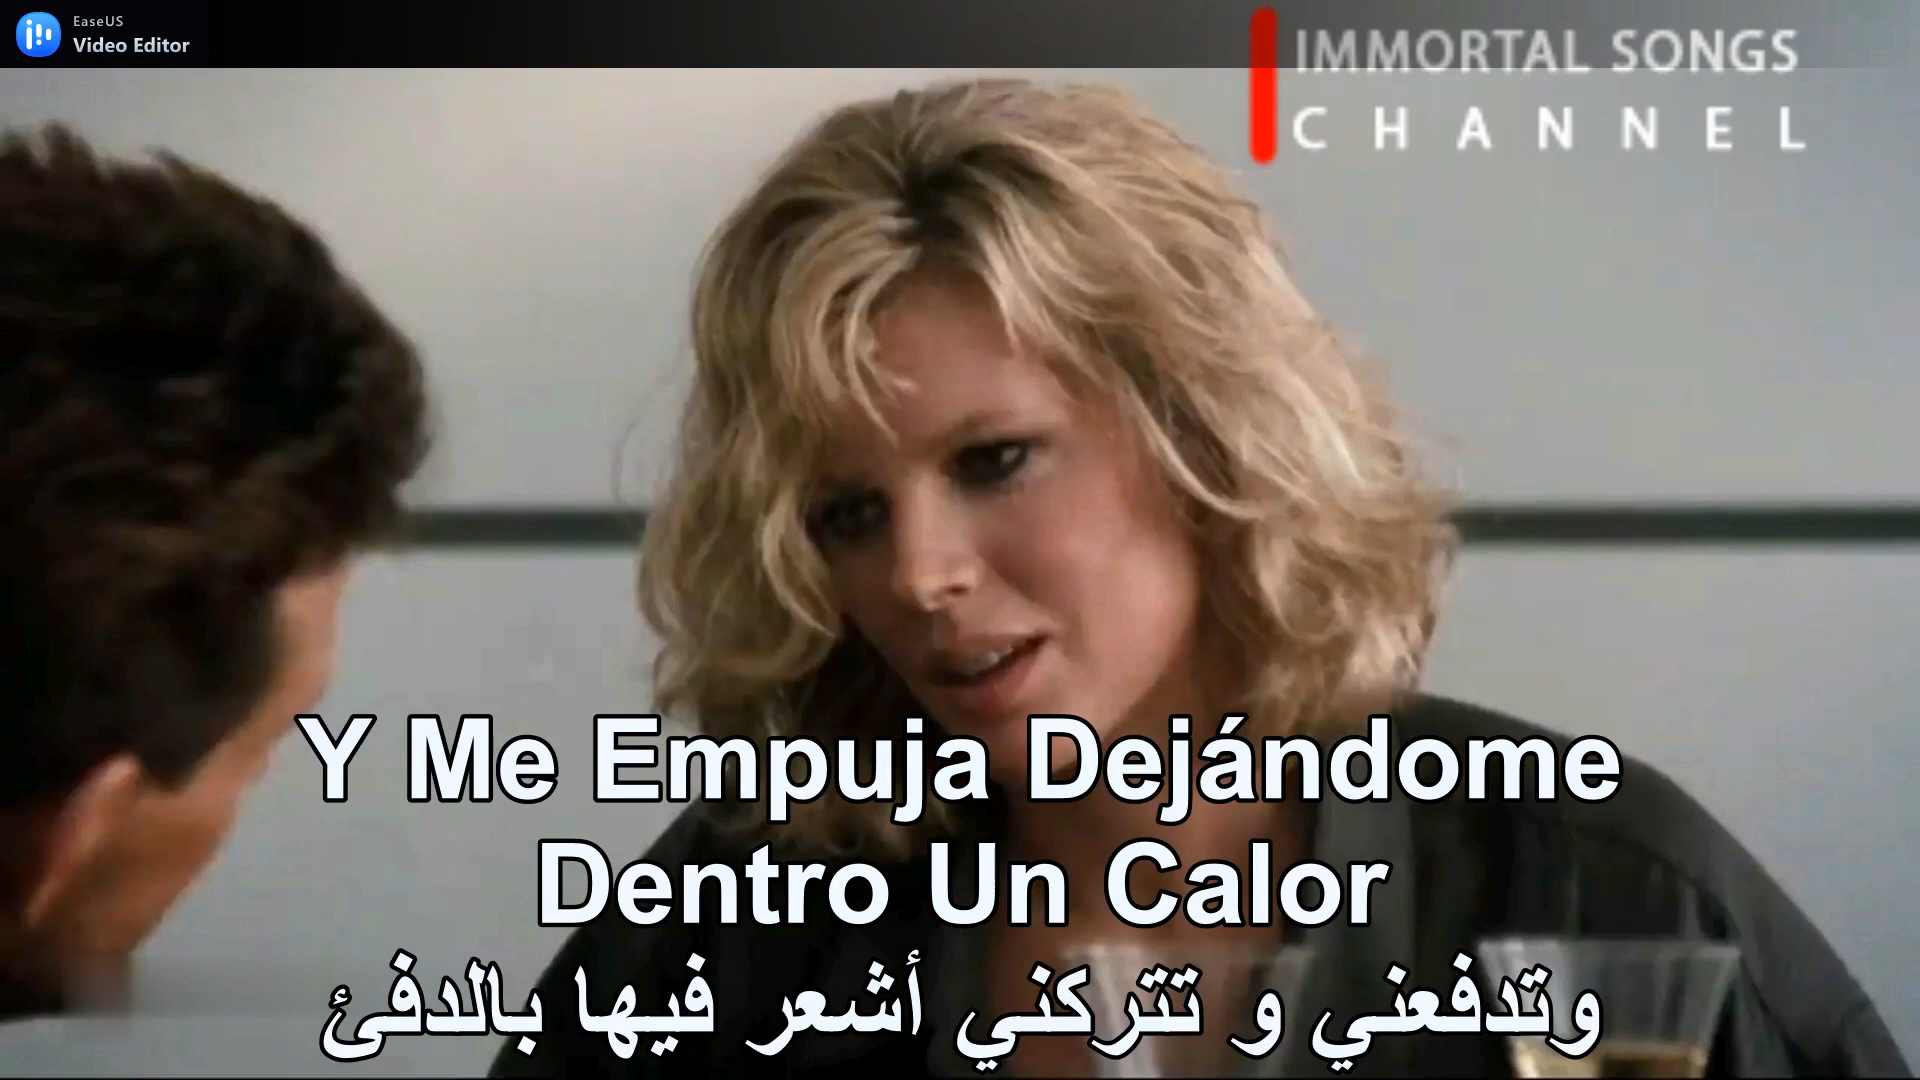 EaseUS
Video Editor
IMMORTAL SONGS
CHANNEL
Y Me Empuja Dejándome
Dentro Un Calor
وتدفعني و تتركني أشعر فيها بالدفئ